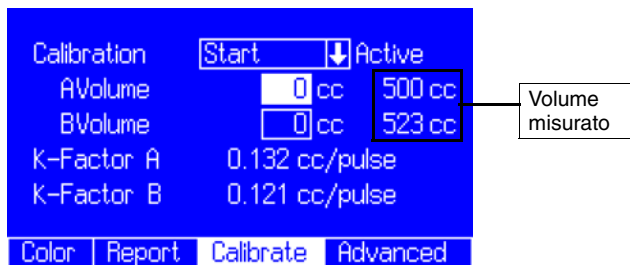 Calibration Start Active
AVolume 0 cc 500 cc
BVolume 0 cc 523 cc
Volume
misurato
K-Factor A 0.132 cc/pulse
K-Factor B 0.121 cc/pulse
Color Report Calibrate Advanced